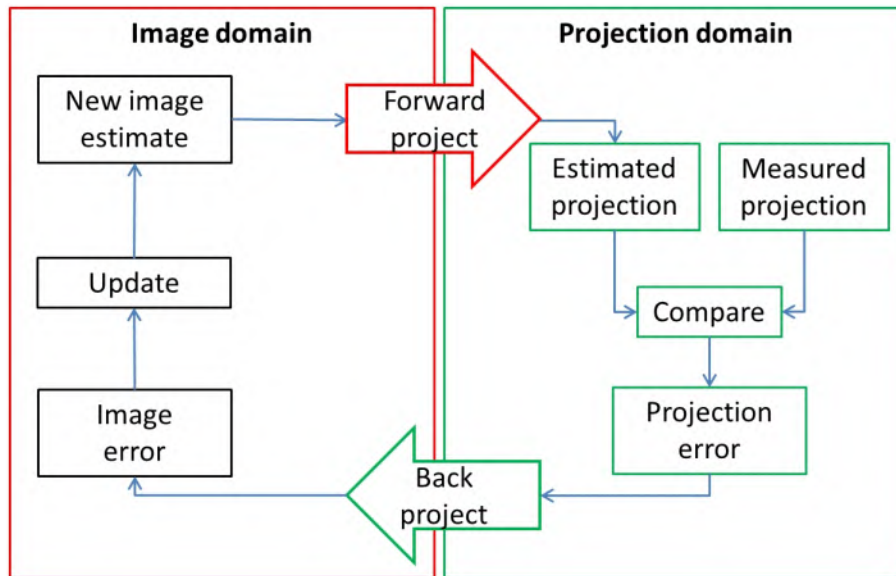 Image domain
Projection domain
New image
estimate
Forward
project
Estimated
projection
Measured
projection
Update
Compare
Image
error
Projection
error
Back
project